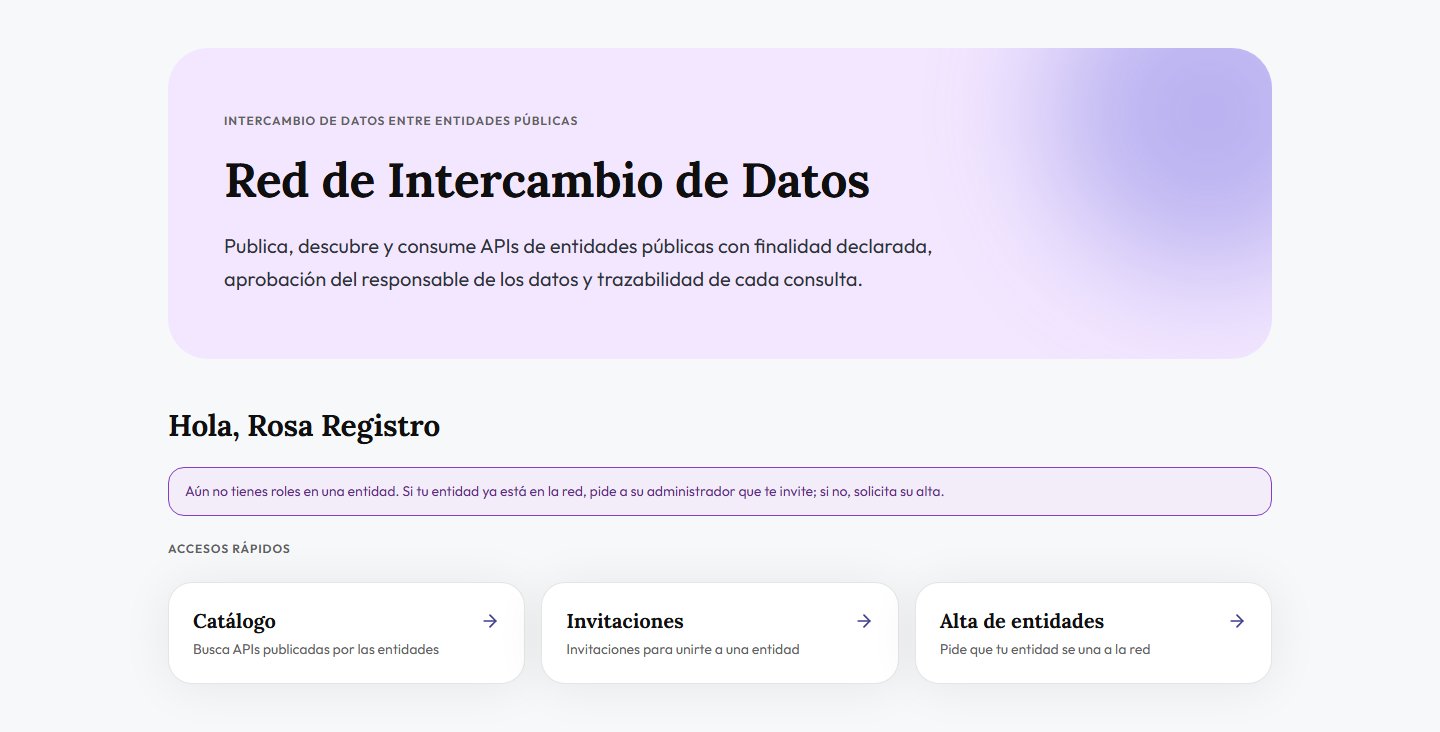 INTERCAMBIO DE DATOS ENTRE ENTIDADES PÚBLICAS
Red de Intercambio de Datos
Publica, descubre y consume APIs de entidades públicas con finalidad declarada,
aprobación del responsable de los datos y trazabilidad de cada consulta.
Hola, Rosa Registro
Aún no tienes roles en una entidad. Si tu entidad ya está en la red, pide a su administrador que te invite; si no, solicita su alta.
ACCESOS RÁPIDOS
Catálogo
Busca APIs publicadas por las entidades
Invitaciones
Invitaciones para unirte a una entidad
Alta de entidades
Pide que tu entidad se una a la red